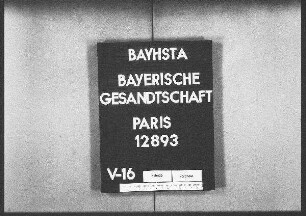 BAYHSTA
BAYERISCHE
GESANDTSCHAFT
PARIS
12893
V-16